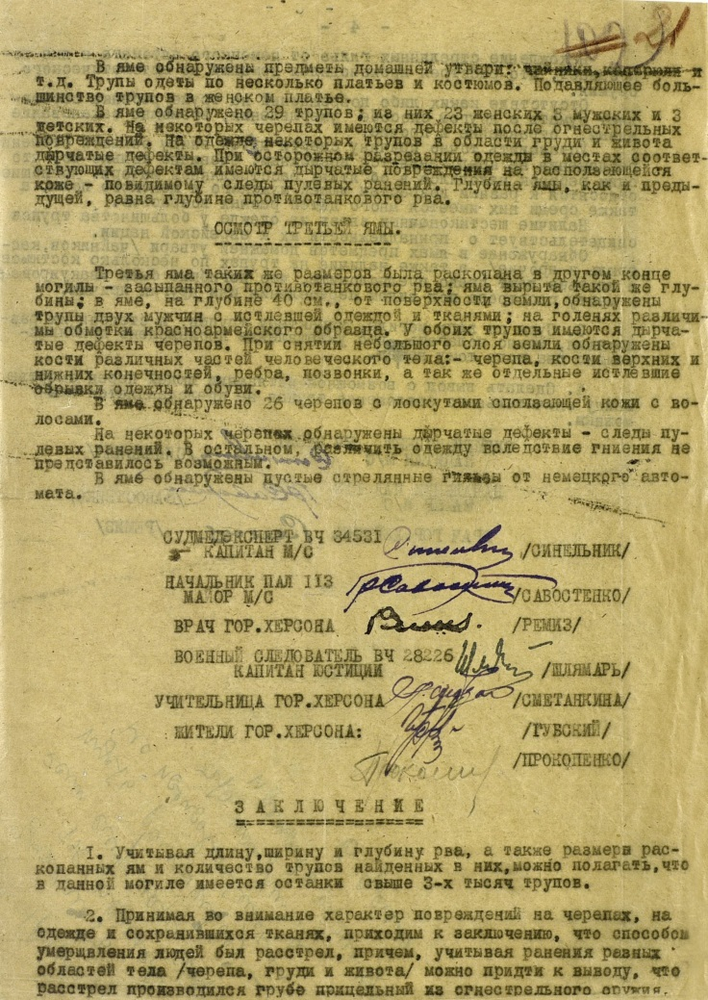 21
В яме обнаружены предметы домашней утвари: чайники, кастрюли и
т.д. Трупы одеты по несколько платьев и костюмов. Подавляющее боль-
шинство трупов в женском платье.
В яме обнаружено 29 трупов; из них 23 женских 3 мужских и 3
детских. На некоторых черепах имеются дефекты после огнестрельных
повреждений. На одежде некоторых трупов в области груди и живота
дырчатые дефекты. При осторожном разрезании одежды в местах соответ-
ствующих дефектам имеются дырчатые повреждения на расползающейся
коже - повидимому следы пулевых ранений. Глубина ямы, как и преды-
дущей, равна глубине противотанкового рва.
ОСМОТР ТРЕТЬЕЙ ЯМЫ.
Третья яма таких же размеров была раскопана в другом конце
могилы - засыпанного противотанкового рва; яма вырыта такой же глу-
бины; в яме, на глубине 40 см., от поверхности земли, обнаружены
трупы двух мужчин с истлевшей одеждой и тканями; на голенях различи-
мы обмотки красноармейского образца. У обоих трупов имеются дырча-
тые дефекты черепов. При снятии небольшого слоя земли обнаружены
кости различных частей человеческого тела:- черепа, кости верхних и
нижних конечностей, ребра, позвонки, а так же отдельные истлевшие
обрывки одежды и обуви.
В яме обнаружено 26 черепов с лоскутами сползающей кожи с во-
лосами.
На некоторых черепах обнаружены дырчатые дефекты - следы пу-
левых ранений. В остальном, различить одежду вследствие гниения не
представилось возможным.
В яме обнаружены пустые стрелянные гильзы от немецкого авто-
мата.
СУДМЕДЭКСПЕРТ ВЧ 34531
КАПИТАН М/С /СИНЕЛЬНИК/
НАЧАЛЬНИК ПАЛ 113
МАЙОР М/С /САВОСТЕНКО/
ВРАЧ ГОР.ХЕРСОНА /РЕМИЗ/
ВОЕННЫЙ СЛЕДОВАТЕЛЬ ВЧ 28226
КАПИТАН ЮСТИЦИИ /ШЛЯМАРЬ/
УЧИТЕЛЬНИЦА ГОР.ХЕРСОНА /СМЕТАНКИНА/
ЖИТЕЛИ ГОР.ХЕРСОНА: /ГУБСКИЙ/
/ПРОКОПЕНКО/
ЗАКЛЮЧЕНИЕ
1. Учитывая длину, ширину и глубину рва, а также размеры рас-
копанных ям и количество трупов найденных в них, можно полагать, что
в данной могиле имеется останки свыше 3-х тысяч трупов.
2. Принимая во внимание характер повреждений на черепах, на
одежде и сохранившихся тканях, приходим к заключению, что способом
умерщвления людей был расстрел, причем, учитывая ранения разных
областей тела /черепа, груди и живота/ можно придти к выводу, что
расстрел производился грубо прицельный из огнестрельного оружия.